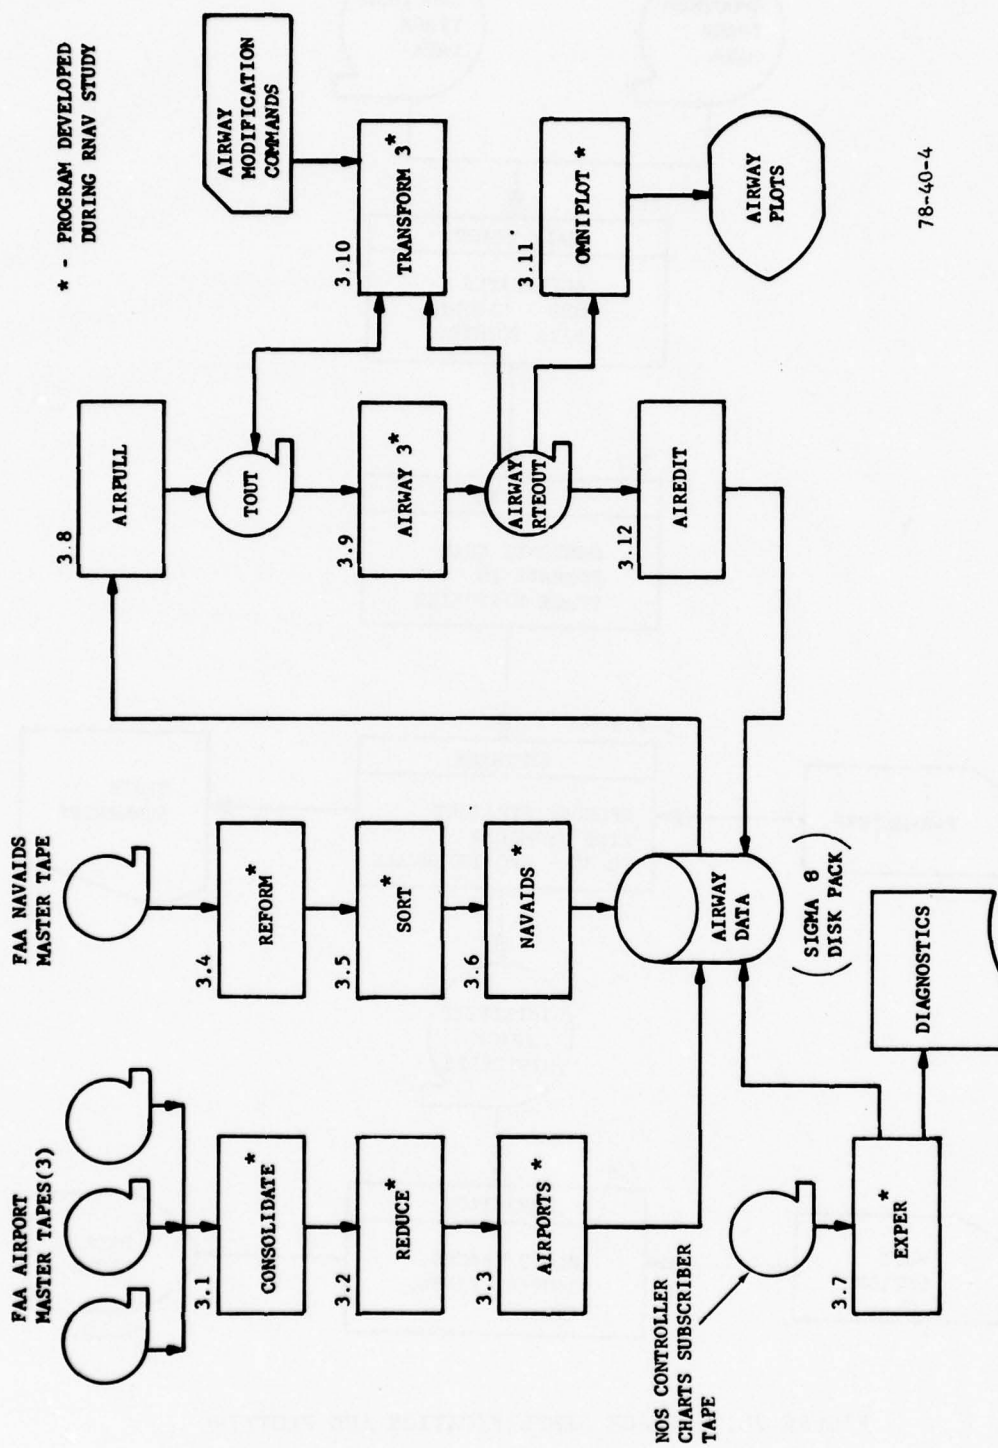 * - PROGRAM DEVELOPED
DURING RNAV STUDY
FAA AIRPORT
MASTER TAPES(3)
3.1
CONSOLIDATE*
3.2
REDUCE*
3.3
AIRPORTS *
FAA NAVAIDS
MASTER TAPE
3.4
REFORM*
3.5
SORT*
3.6
NAVAIDS*
NOS CONTROLLER
CHARTS SUBSCRIBER
TAPE
3.7
EXPER *
DIAGNOSTICS
AIRWAY
DATA
(SIGMA 8
DISK PACK)
3.8
AIRPULL
TOUT
3.9
AIRWAY 3*
AIRWAY
RTEOUT
3.12
AIREDIT
AIRWAY
MODIFICATION
COMMANDS
3.10
TRANSFORM 3*
3.11
OMNIPLOT *
AIRWAY
PLOTS
78-40-4